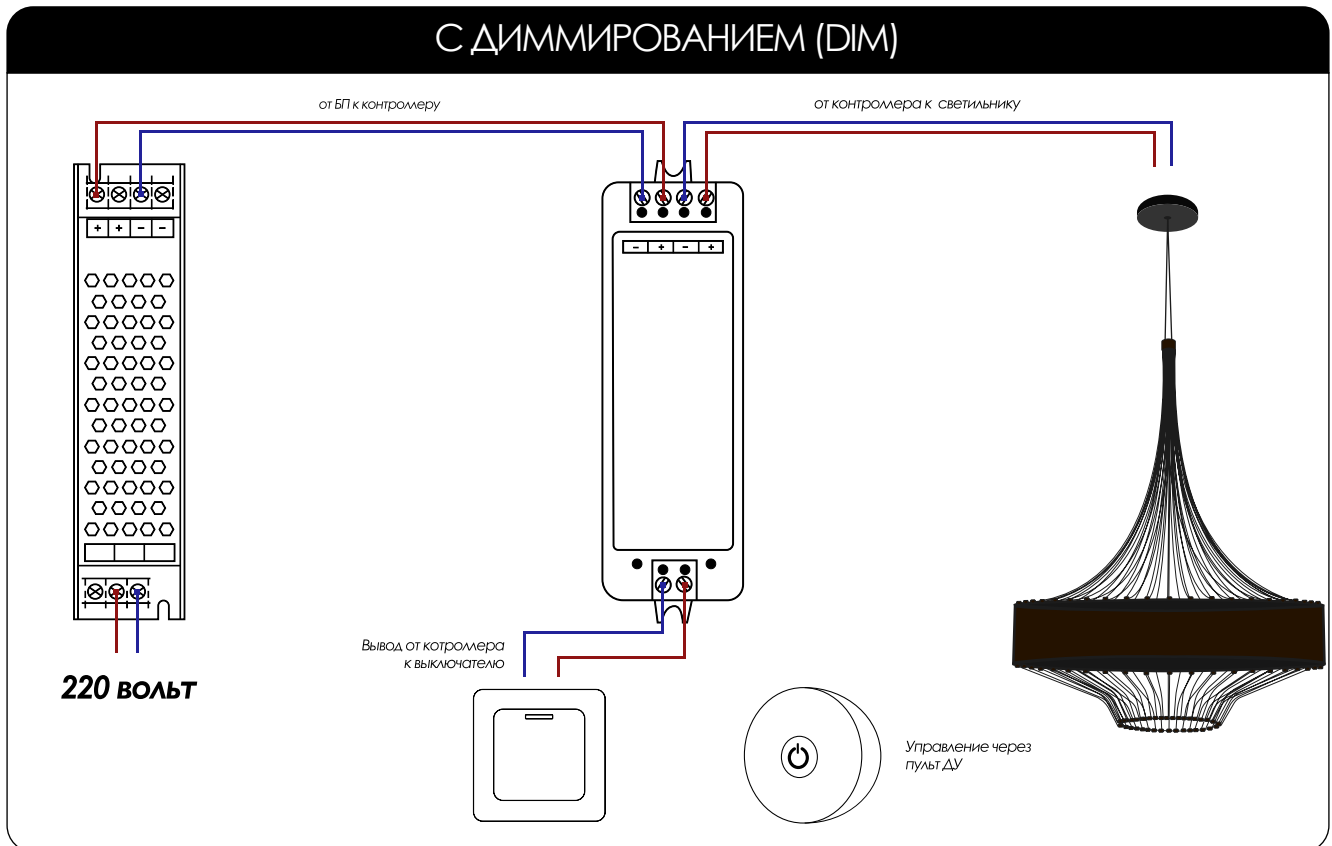 С ДИММИРОВАНИЕМ (DIM)
от БП к контроллеру
от контроллера к светильнику
+ + - -
- + - +
Вывод от котроллера
к выключателю
220 вольт
Управление через
пульт ДУ